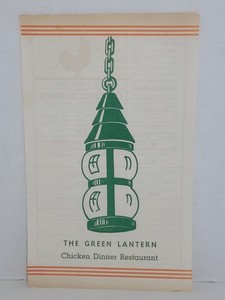 THE GREEN LANTERN
Chicken Dinner Restaurant